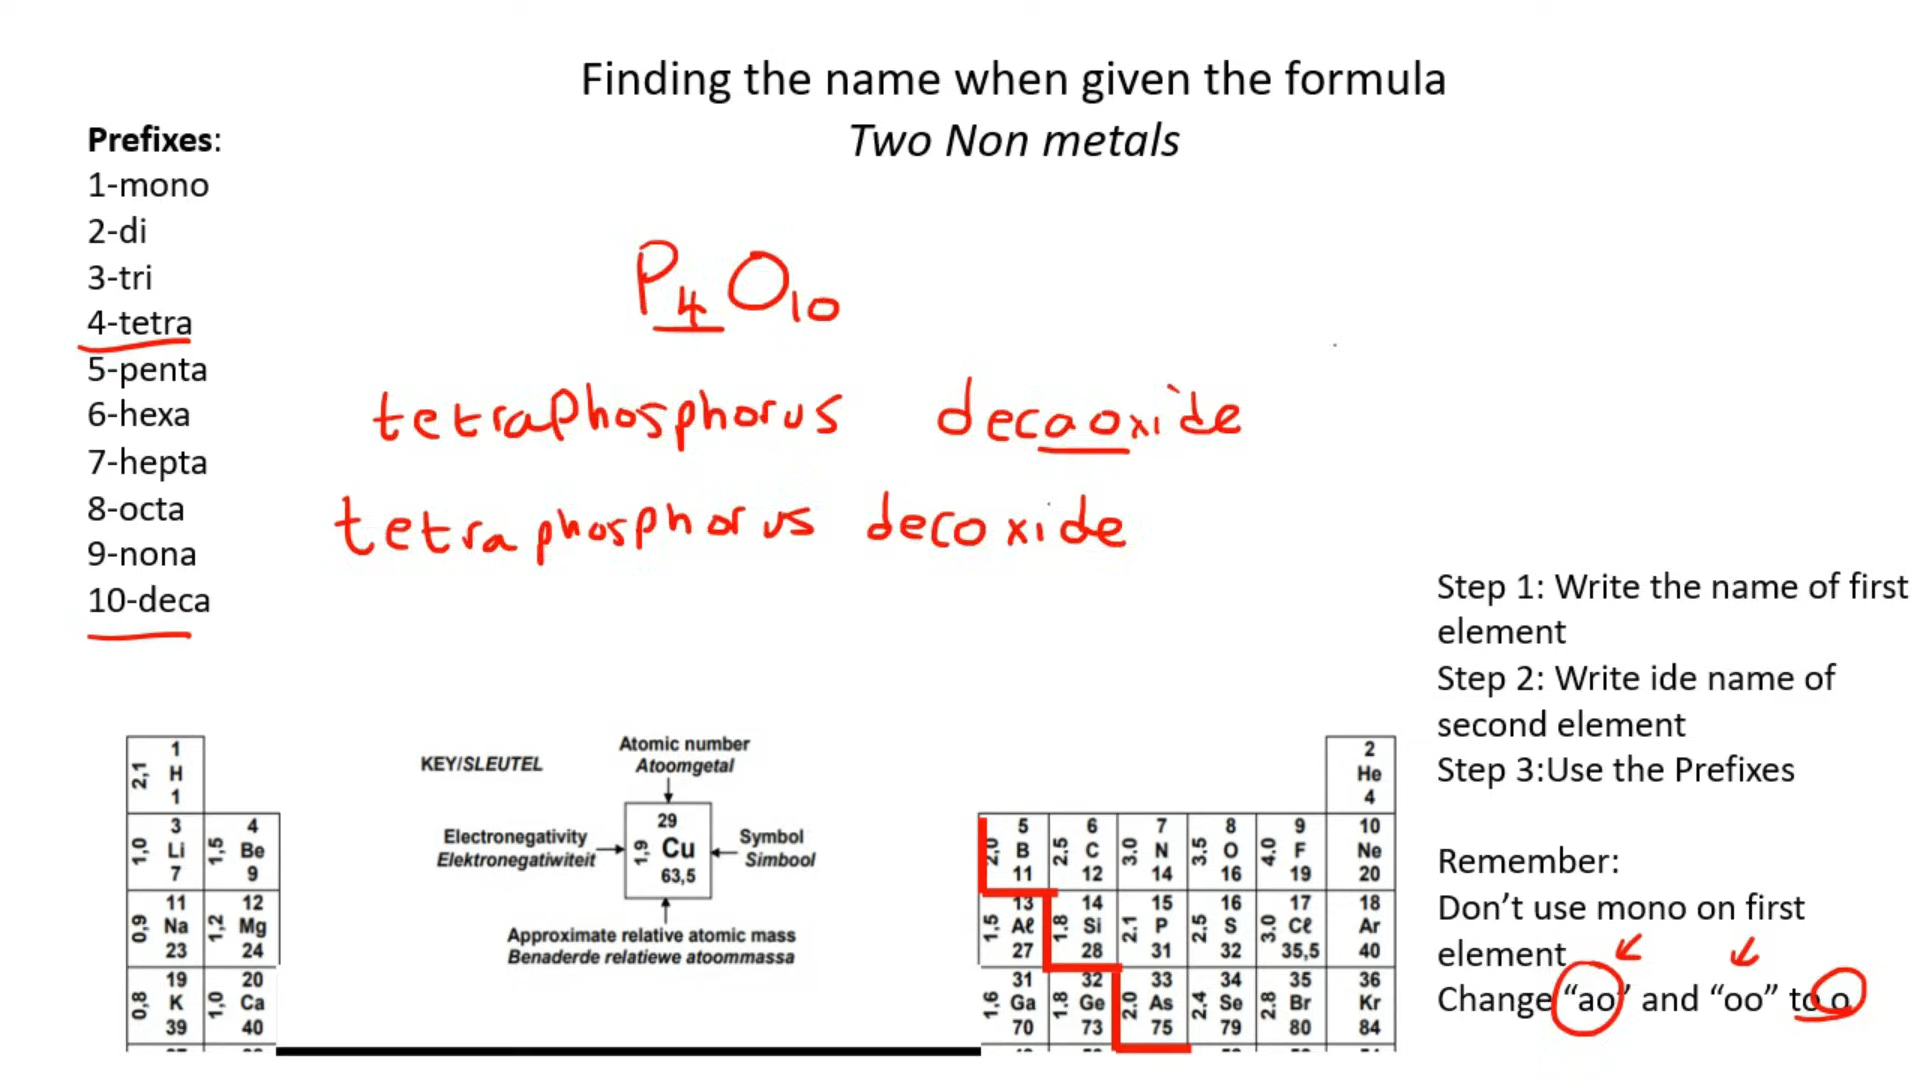 Finding the name when given the formula
Two Non metals
Prefixes:
1-mono
2-di
3-tri
4-tetra
5-penta
6-hexa
7-hepta
8-octa
9-nona
10-deca
P4O10
tetraphosphorus decaoxide
tetraphosphorus decoxide
Step 1: Write the name of first
element
Step 2: Write ide name of
second element
Step 3:Use the Prefixes
Remember:
Don’t use mono on first
element
Change “ao” and “oo” to o
KEY/SLEUTEL
Atomic number
Atoomgetal
Electronegativity
Elektronegatiwiteit
29
1,9 Cu
63,5
Symbol
Simbool
Approximate relative atomic mass
Benaderde relatiewe atoommassa
1
2,1 H
1
3 4
1,0 Li 1,5 Be
7 9
11 12
0,9 Na 1,2 Mg
23 24
19 20
0,8 K 1,0 Ca
39 40
2
He
4
5 6 7 8 9 10
2,0 B 2,5 C 3,0 N 3,5 O 4,0 F Ne
11 12 14 16 19 20
13 14 15 16 17 18
1,5 Aℓ 1,8 Si 2,1 P 2,5 S 3,0 Cℓ Ar
27 28 31 32 35,5 40
31 32 33 34 35 36
1,6 Ga 1,8 Ge 2,0 As 2,4 Se 2,8 Br Kr
70 73 75 79 80 84